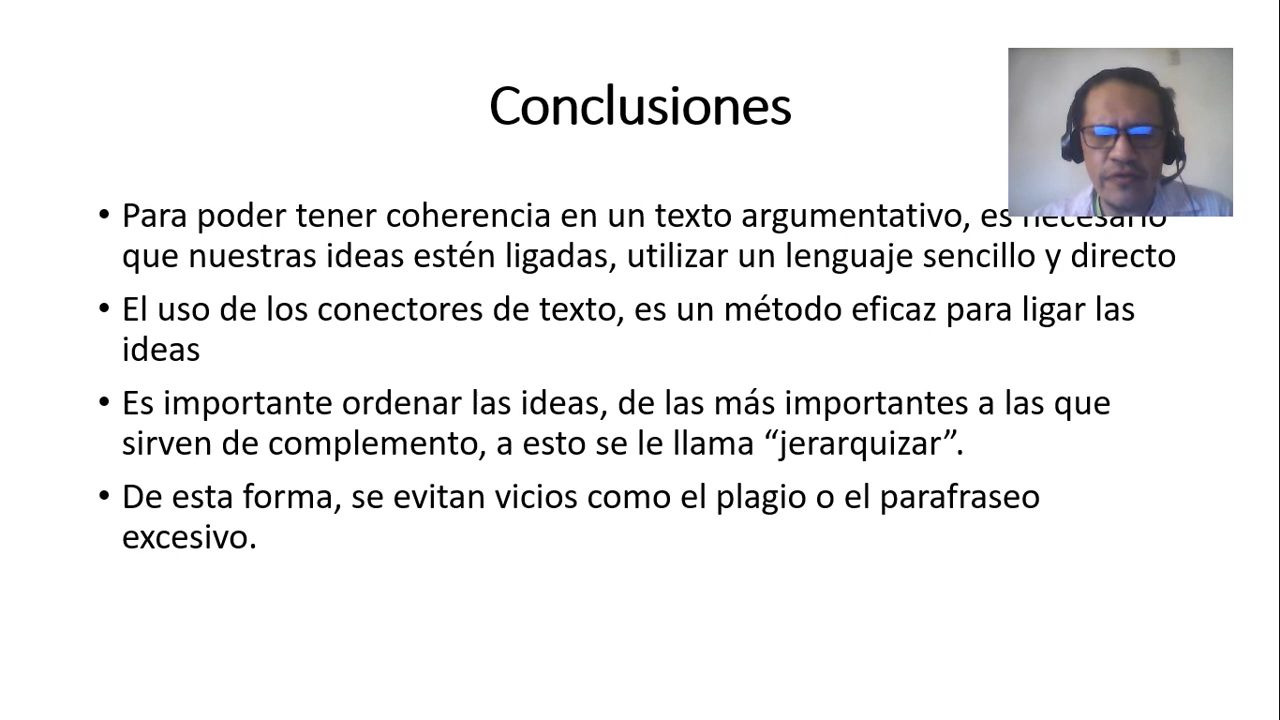 Conclusiones
• Para poder tener coherencia en un texto argumentativo, es necesario
que nuestras ideas estén ligadas, utilizar un lenguaje sencillo y directo
• El uso de los conectores de texto, es un método eficaz para ligar las
ideas
• Es importante ordenar las ideas, de las más importantes a las que
sirven de complemento, a esto se le llama “jerarquizar”.
• De esta forma, se evitan vicios como el plagio o el parafraseo
excesivo.